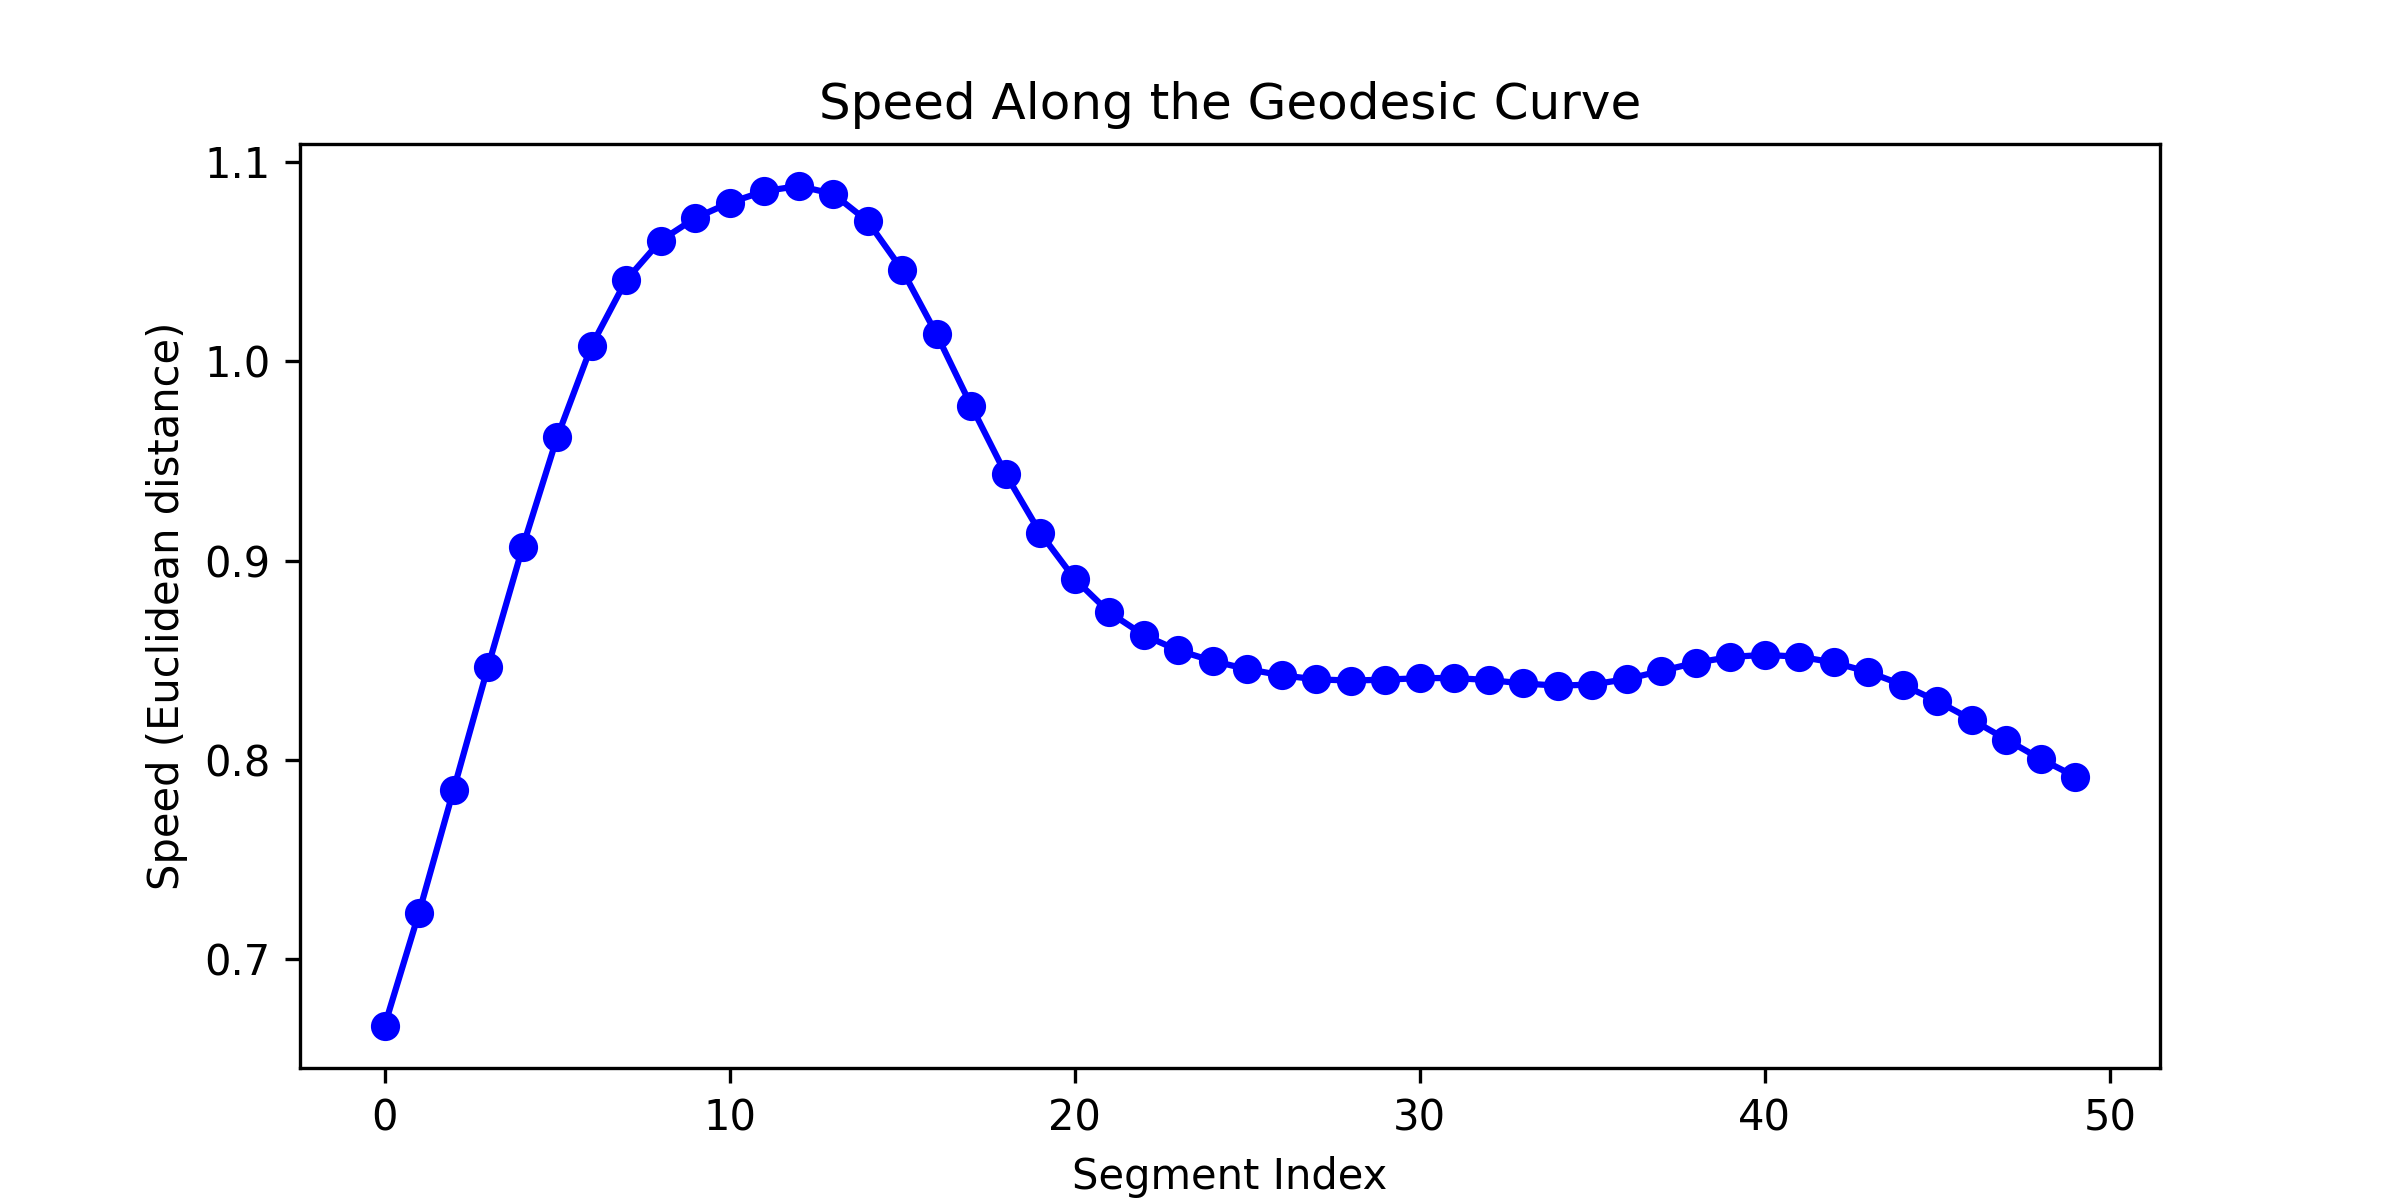 Speed Along the Geodesic Curve
1.1
1.0
0.9
0.8
0.7
Speed (Euclidean distance)
0 10 20 30 40 50
Segment Index